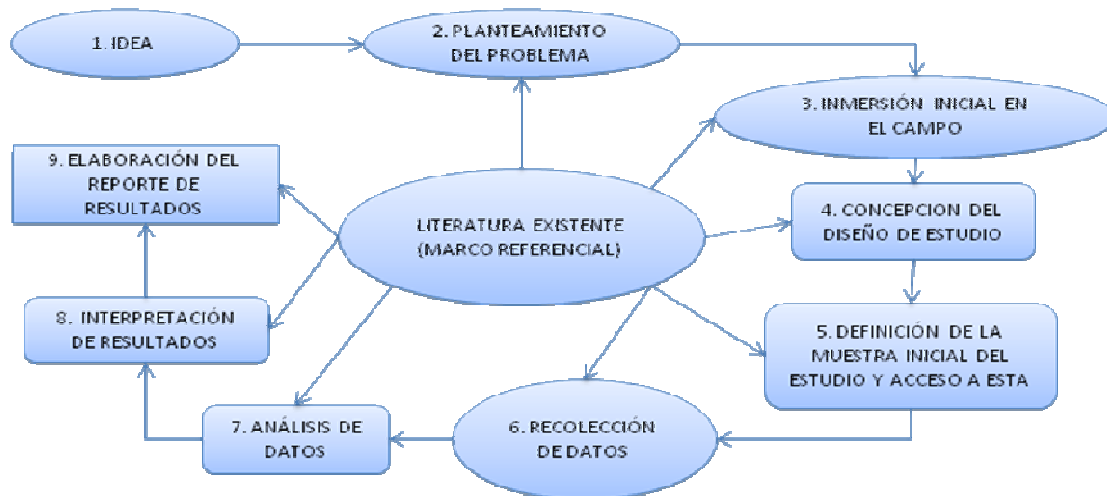 1. IDEA
2. PLANTEAMIENTO
DEL PROBLEMA
3. INMERSIÓN INICIAL EN
EL CAMPO
4. CONCEPCION DEL
DISEÑO DE ESTUDIO
5. DEFINICIÓN DE LA
MUESTRA INICIAL DEL
ESTUDIO Y ACCESO A ESTA
6. RECOLECCIÓN
DE DATOS
7. ANÁLISIS DE
DATOS
8. INTERPRETACIÓN
DE RESULTADOS
9. ELABORACIÓN DEL
REPORTE DE
RESULTADOS
LITERATURA EXISTENTE
(MARCO REFERENCIAL)